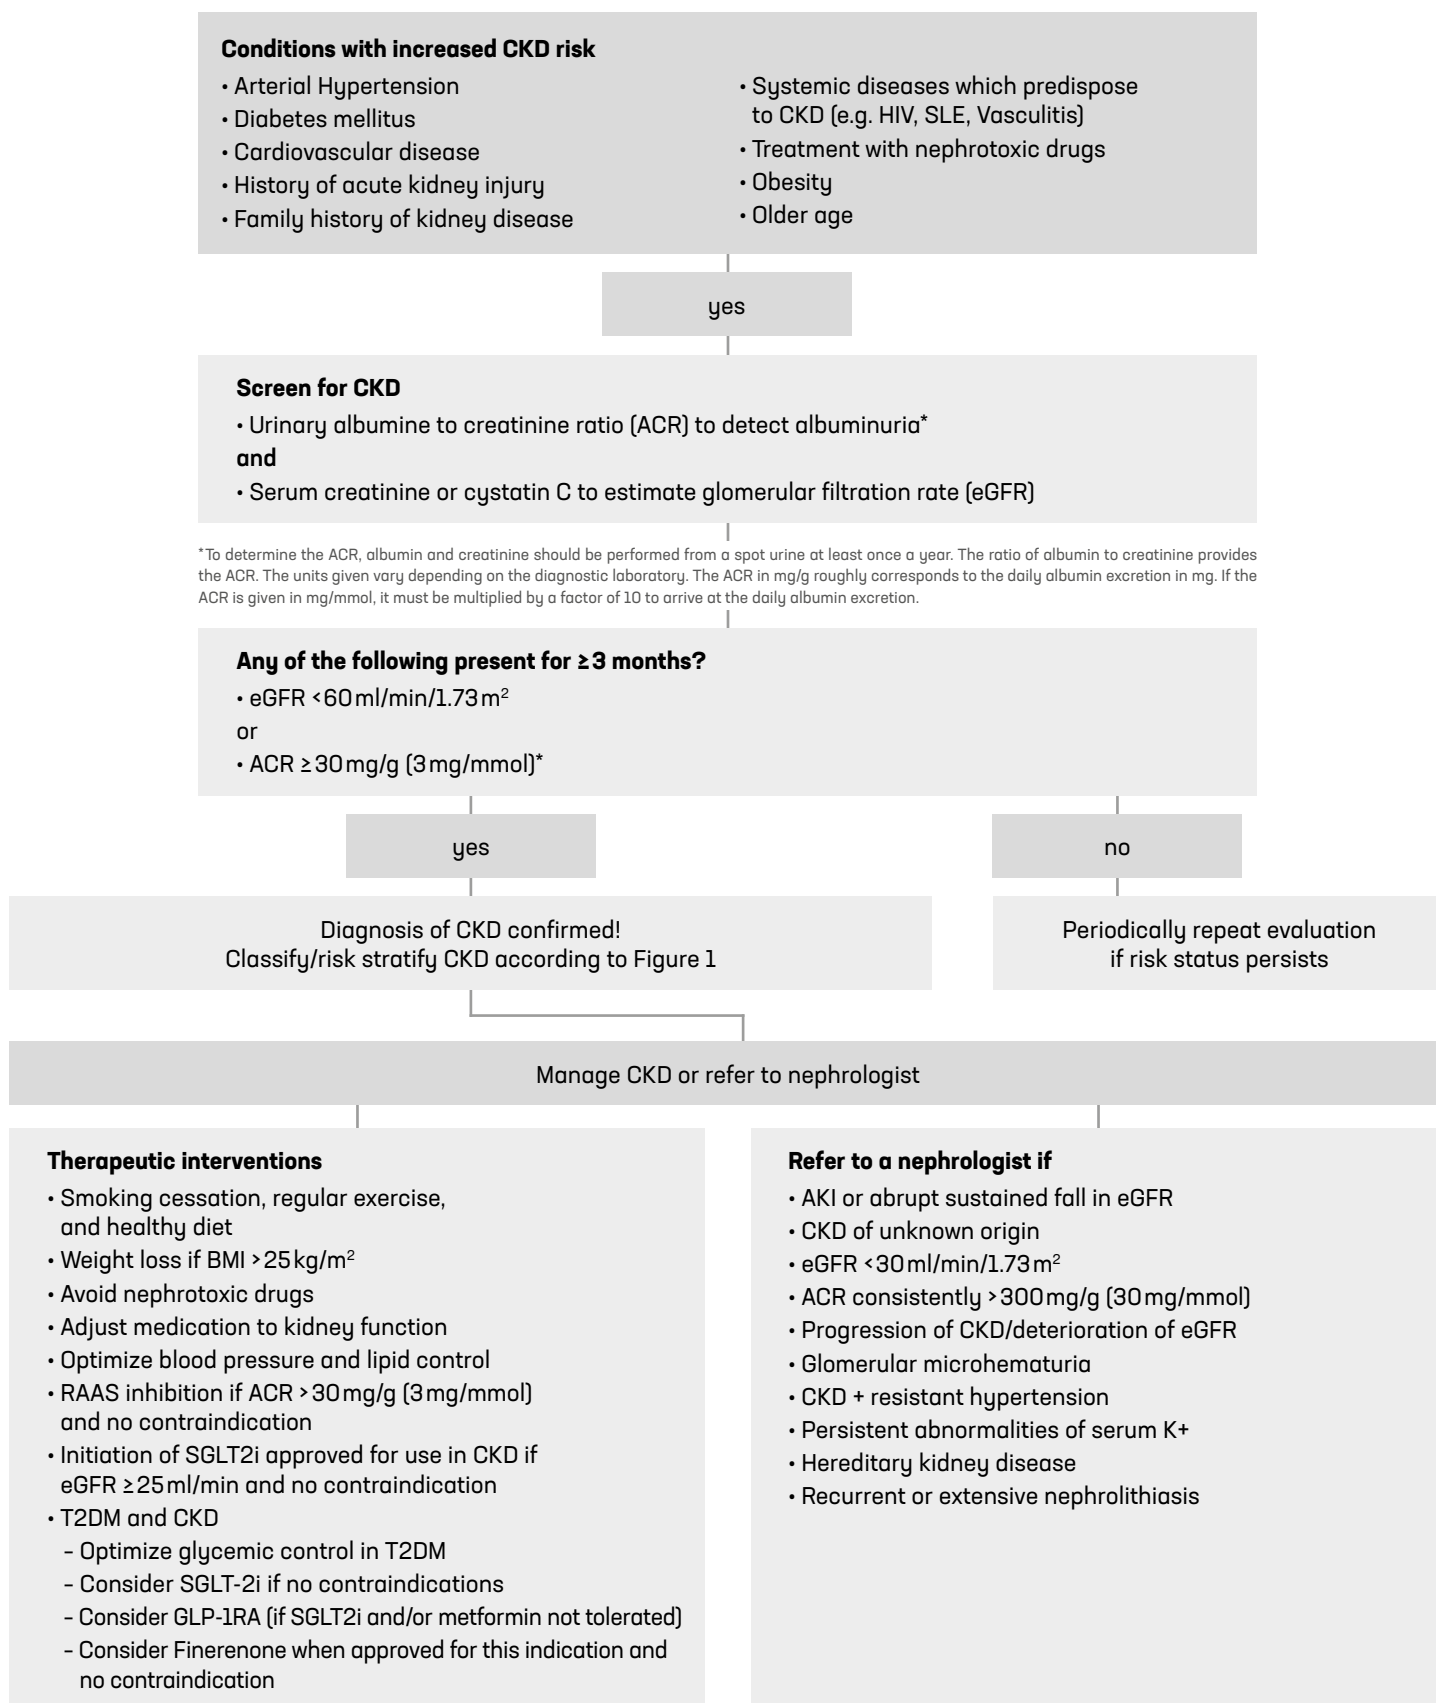 Conditions with increased CKD risk
• Arterial Hypertension
• Diabetes mellitus
• Cardiovascular disease
• History of acute kidney injury
• Family history of kidney disease
• Systemic diseases which predispose
to CKD (e.g. HIV, SLE, Vasculitis)
• Treatment with nephrotoxic drugs
• Obesity
• Older age
yes
Screen for CKD
• Urinary albumine to creatinine ratio (ACR) to detect albuminuria*
and
• Serum creatinine or cystatin C to estimate glomerular filtration rate (eGFR)
*To determine the ACR, albumin and creatinine should be performed from a spot urine at least once a year. The ratio of albumin to creatinine provides
the ACR. The units given vary depending on the diagnostic laboratory. The ACR in mg/g roughly corresponds to the daily albumin excretion in mg. If the
ACR is given in mg/mmol, it must be multiplied by a factor of 10 to arrive at the daily albumin excretion.
Any of the following present for ≥3 months?
• eGFR <60 ml/min/1.73 m²
or
• ACR ≥30 mg/g (3 mg/mmol)*
yes
no
Diagnosis of CKD confirmed!
Classify/risk stratify CKD according to Figure 1
Periodically repeat evaluation
if risk status persists
Manage CKD or refer to nephrologist
Therapeutic interventions
• Smoking cessation, regular exercise,
and healthy diet
• Weight loss if BMI >25 kg/m²
• Avoid nephrotoxic drugs
• Adjust medication to kidney function
• Optimize blood pressure and lipid control
• RAAS inhibition if ACR >30 mg/g (3 mg/mmol)
and no contraindication
• Initiation of SGLT2i approved for use in CKD if
eGFR ≥25 ml/min and no contraindication
• T2DM and CKD
– Optimize glycemic control in T2DM
– Consider SGLT-2i if no contraindications
– Consider GLP-1RA (if SGLT2i and/or metformin not tolerated)
– Consider Finerenone when approved for this indication and
no contraindication
Refer to a nephrologist if
• AKI or abrupt sustained fall in eGFR
• CKD of unknown origin
• eGFR <30 ml/min/1.73 m²
• ACR consistently >300 mg/g (30 mg/mmol)
• Progression of CKD/deterioration of eGFR
• Glomerular microhematuria
• CKD + resistant hypertension
• Persistent abnormalities of serum K+
• Hereditary kidney disease
• Recurrent or extensive nephrolithiasis